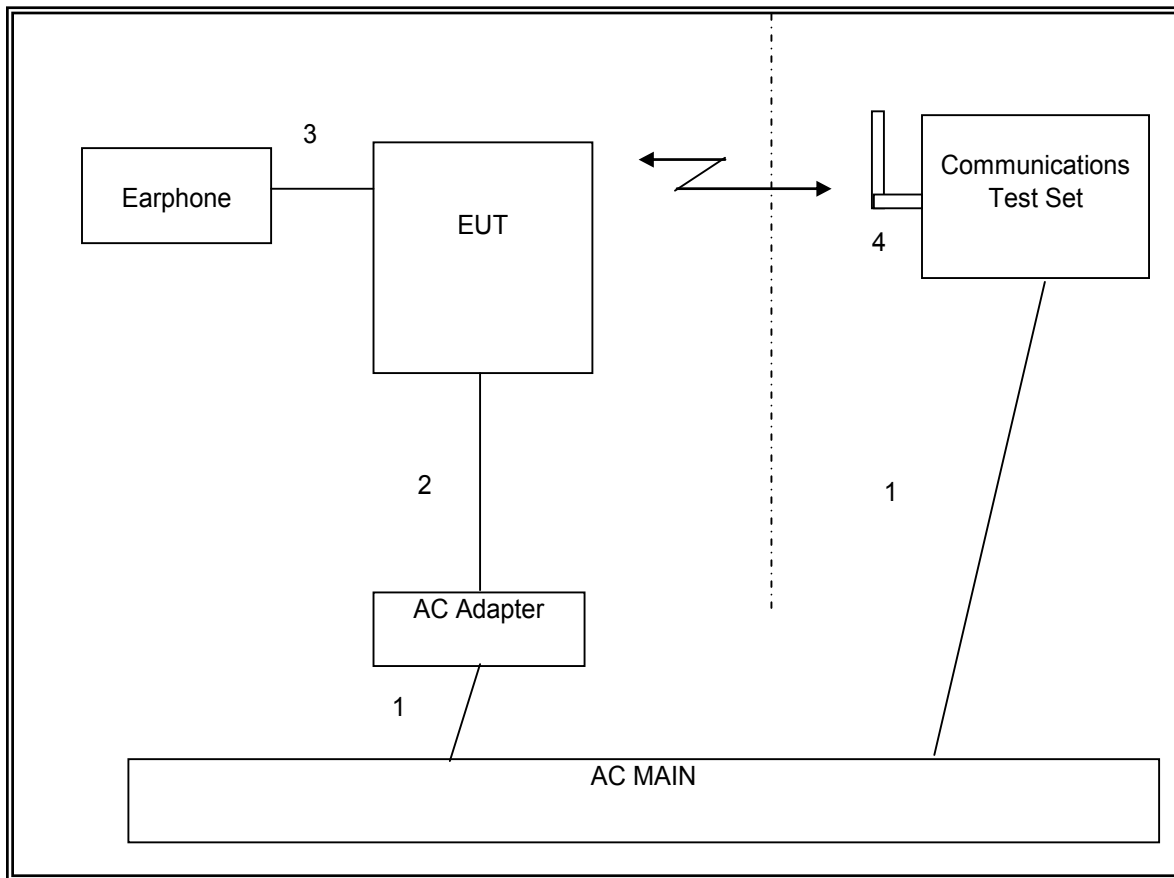 3
Earphone
EUT
Communications
Test Set
4
2
1
AC Adapter
1
AC MAIN